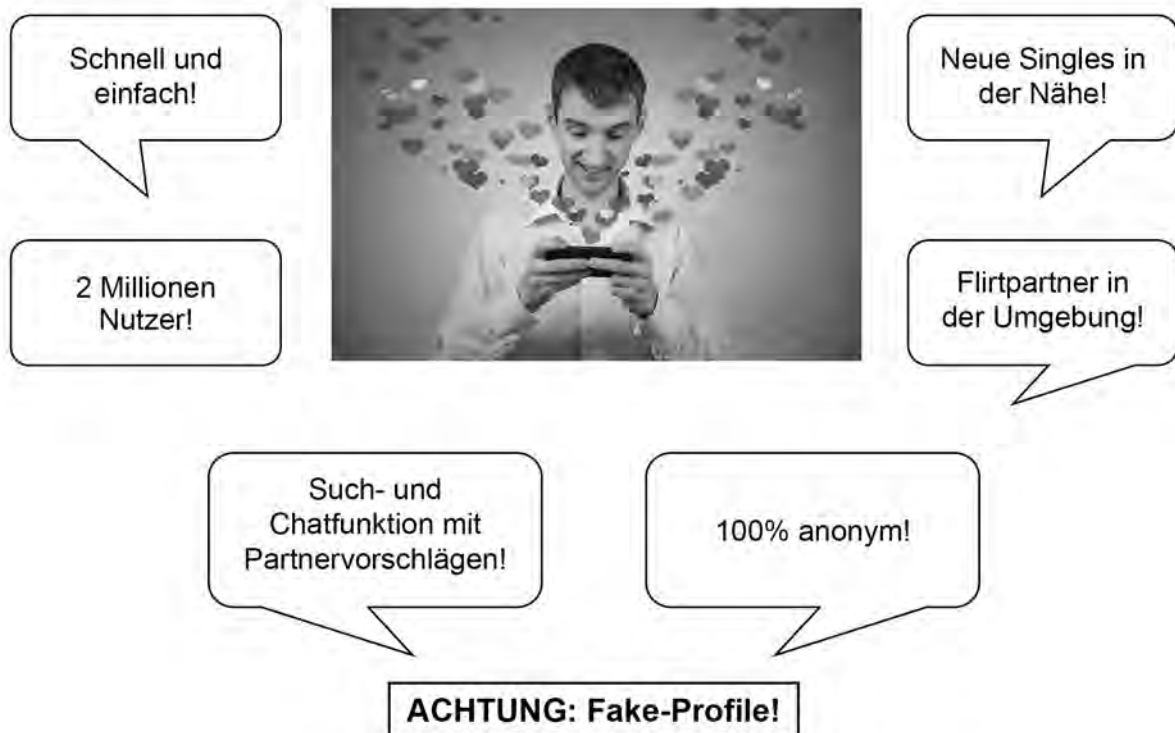 Schnell und
einfach!
Neue Singles in
der Nähe!
2 Millionen
Nutzer!
Flirtpartner in
der Umgebung!
Such- und
Chatfunktion mit
Partnervorschlägen!
100% anonym!
ACHTUNG: Fake-Profile!